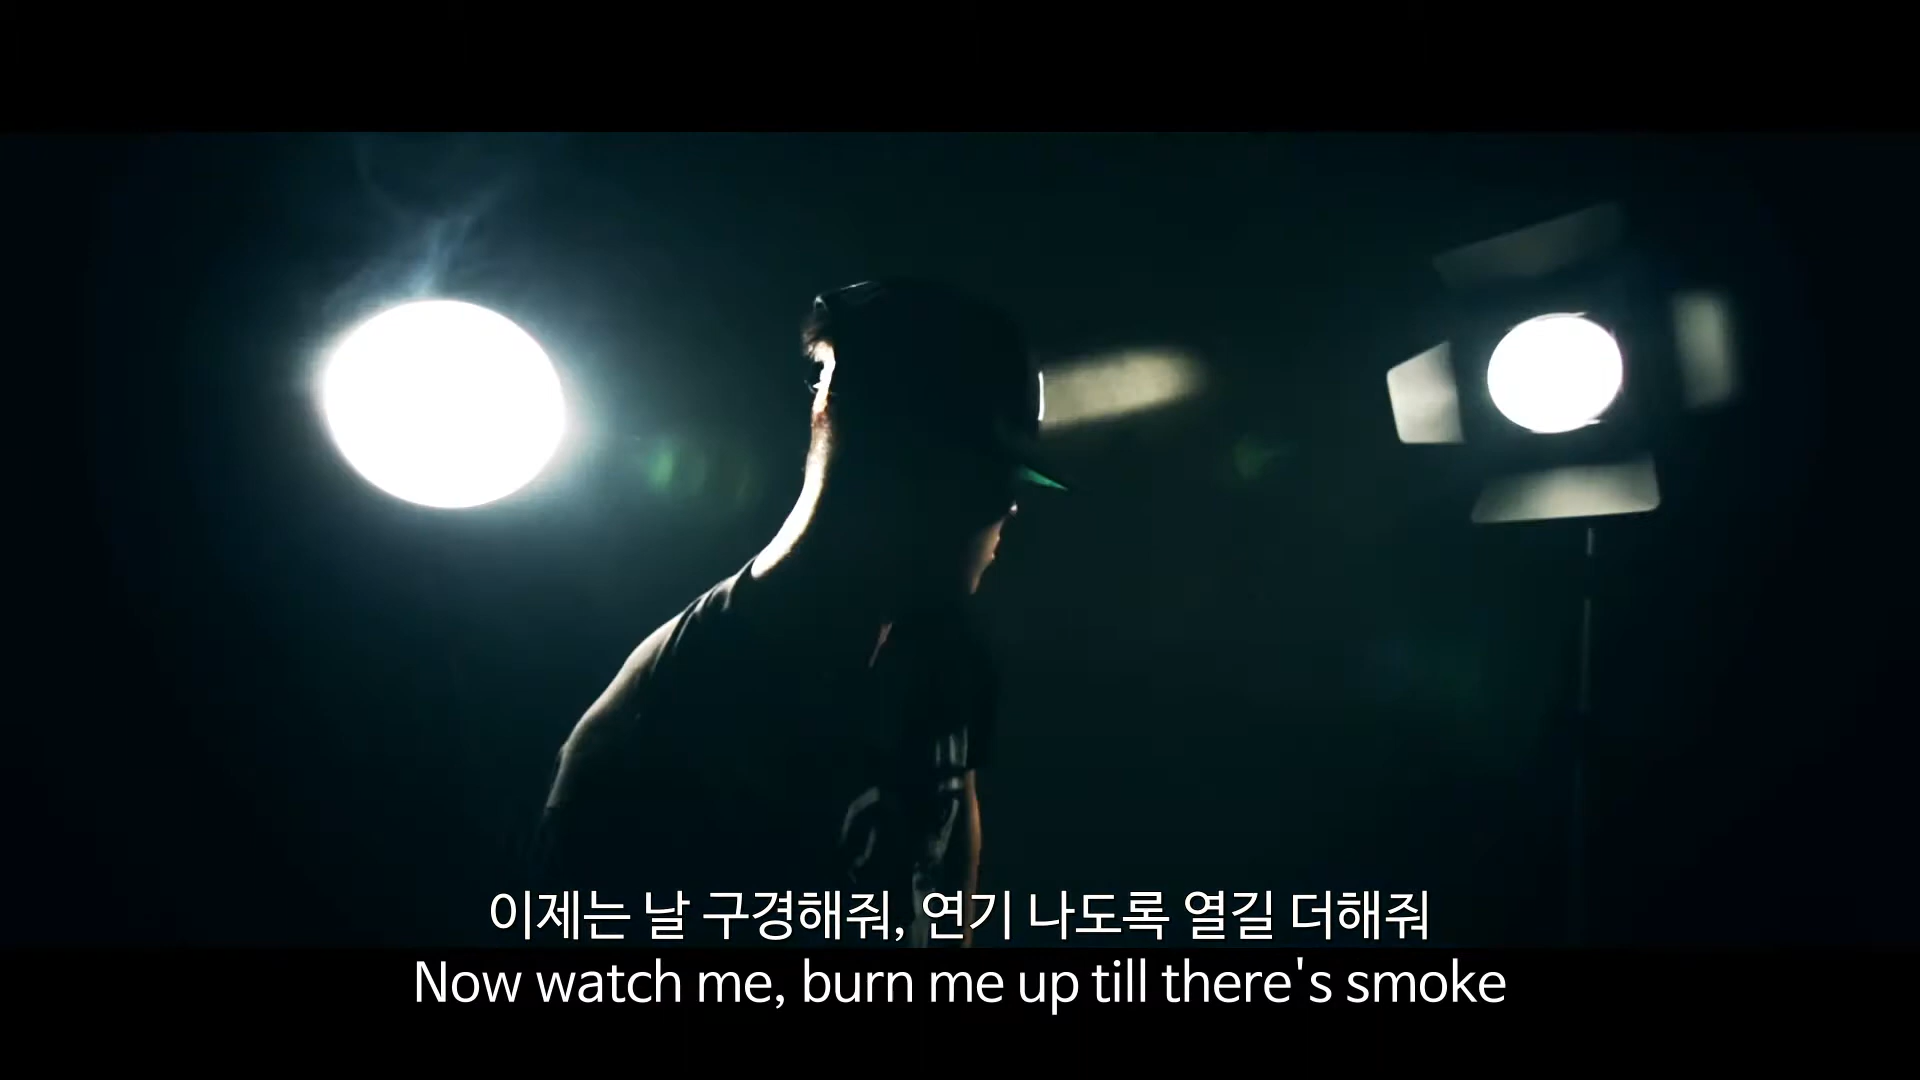 이제는 날 구경해줘, 연기 나도록 열길 더해줘
Now watch me, burn me up till there's smoke